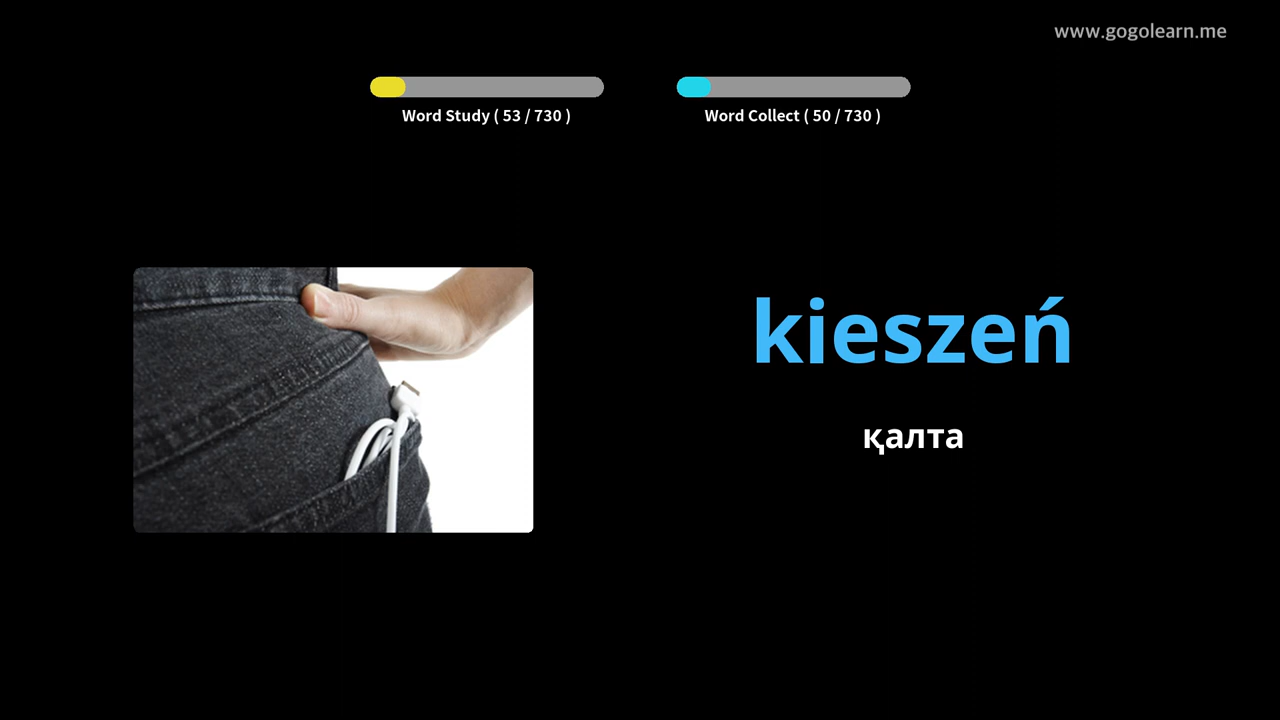 www.gogolearn.me
Word Study ( 53 / 730 )
Word Collect ( 50 / 730 )
kieszeń
қалта